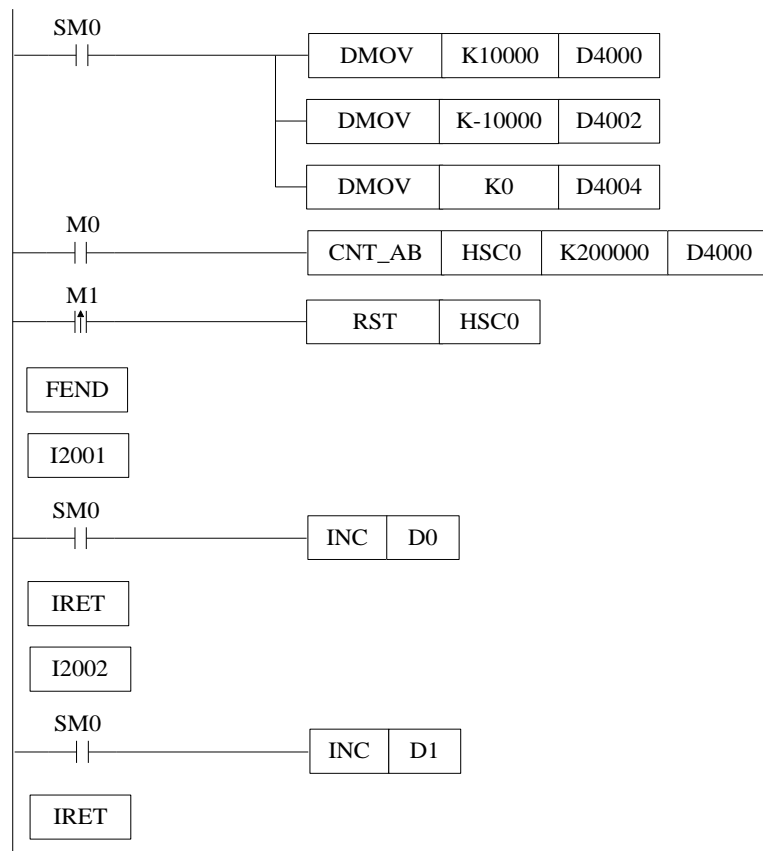 SM0
DMOV K10000 D4000
DMOV K-10000 D4002
DMOV K0 D4004
M0
CNT_AB HSC0 K200000 D4000
M1
RST HSC0
FEND
I2001
SM0
INC D0
IRET
I2002
SM0
INC D1
IRET